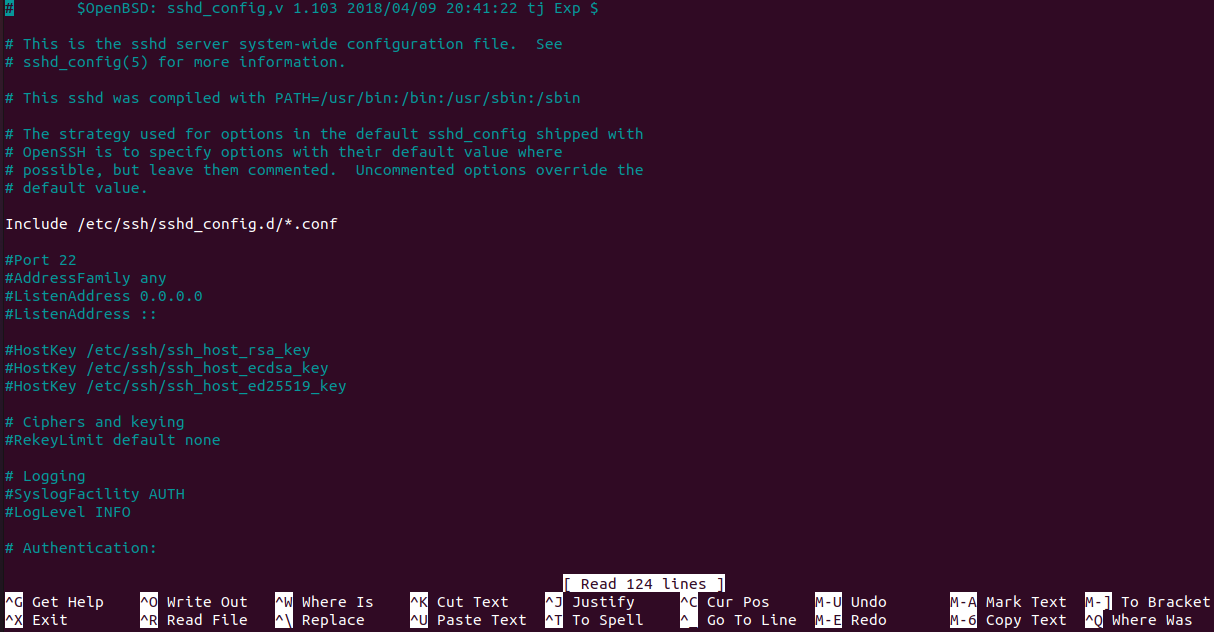 #       $OpenBSD: sshd_config,v 1.103 2018/04/09 20:41:22 tj Exp $
# This is the sshd server system-wide configuration file.  See
# sshd_config(5) for more information.
# This sshd was compiled with PATH=/usr/bin:/bin:/usr/sbin:/sbin
# The strategy used for options in the default sshd_config shipped with
# OpenSSH is to specify options with their default value where
# possible, but leave them commented.  Uncommented options override the
# default value.
Include /etc/ssh/sshd_config.d/*.conf
#Port 22
#AddressFamily any
#ListenAddress 0.0.0.0
#ListenAddress ::
#HostKey /etc/ssh/ssh_host_rsa_key
#HostKey /etc/ssh/ssh_host_ecdsa_key
#HostKey /etc/ssh/ssh_host_ed25519_key
# Ciphers and keying
#RekeyLimit default none
# Logging
#SyslogFacility AUTH
#LogLevel INFO
# Authentication:
[ Read 124 lines ]
^G Get Help    ^O Write Out   ^W Where Is    ^K Cut Text    ^J Justify     ^C Cur Pos     M-U Undo       M-A Mark Text  M-] To Bracket
^X Exit        ^R Read File   ^\ Replace     ^U Paste Text  ^T To Spell    ^_ Go To Line  M-E Redo       M-6 Copy Text  ^Q Where Was